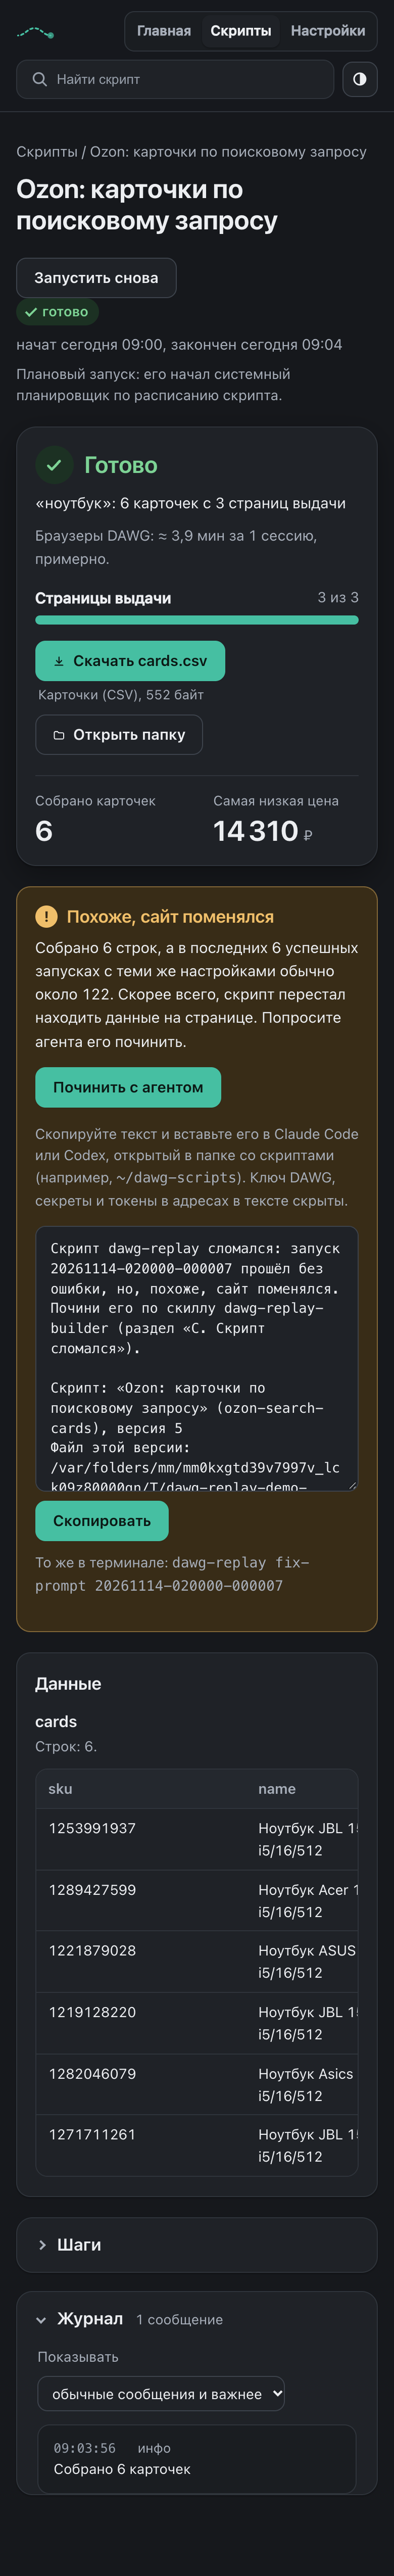 Главная Скрипты Настройки
Найти скрипт
Скрипты / Ozon: карточки по поисковому запросу
Ozon: карточки по
поисковому запросу
Запустить снова
готово
начат сегодня 09:00, закончен сегодня 09:04
Плановый запуск: его начал системный
планировщик по расписанию скрипта.
Готово
«ноутбук»: 6 карточек с 3 страниц выдачи
Браузеры DAWG: ≈ 3,9 мин за 1 сессию,
примерно.
Страницы выдачи 3 из 3
Скачать cards.csv
Карточки (CSV), 552 байт
Открыть папку
Собрано карточек Самая низкая цена
6 14 310 ₽
! Похоже, сайт поменялся
Собрано 6 строк, а в последних 6 успешных
запусках с теми же настройками обычно
около 122. Скорее всего, скрипт перестал
находить данные на странице. Попросите
агента его починить.
Починить с агентом
Скопируйте текст и вставьте его в Claude Code
или Codex, открытый в папке со скриптами
(например, ~/dawg-scripts). Ключ DAWG,
секреты и токены в адресах в тексте скрыты.
Скрипт dawg-replay сломался: запуск
20261114-020000-000007 прошёл без
ошибки, но, похоже, сайт поменялся.
Почини его по скиллу dawg-replay-
builder (раздел «C. Скрипт
сломался»).
Скрипт: «Ozon: карточки по
поисковому запросу» (ozon-search-
cards), версия 5
Файл этой версии:
/var/folders/mm/mm0kxgtd39v7997v_lc
k09z80000gn/T/dawg-replay-demo-
Скопировать
То же в терминале: dawg-replay fix-
prompt 20261114-020000-000007
Данные
cards
Строк: 6.
sku name
1253991937 Ноутбук JBL 15
i5/16/512
1289427599 Ноутбук Acer 1
i5/16/512
1221879028 Ноутбук ASUS
i5/16/512
1219128220 Ноутбук JBL 15
i5/16/512
1282046079 Ноутбук Asics
i5/16/512
1271711261 Ноутбук JBL 15
i5/16/512
Шаги
Журнал 1 сообщение
Показывать
обычные сообщения и важнее
09:03:56 инфо
Собрано 6 карточек